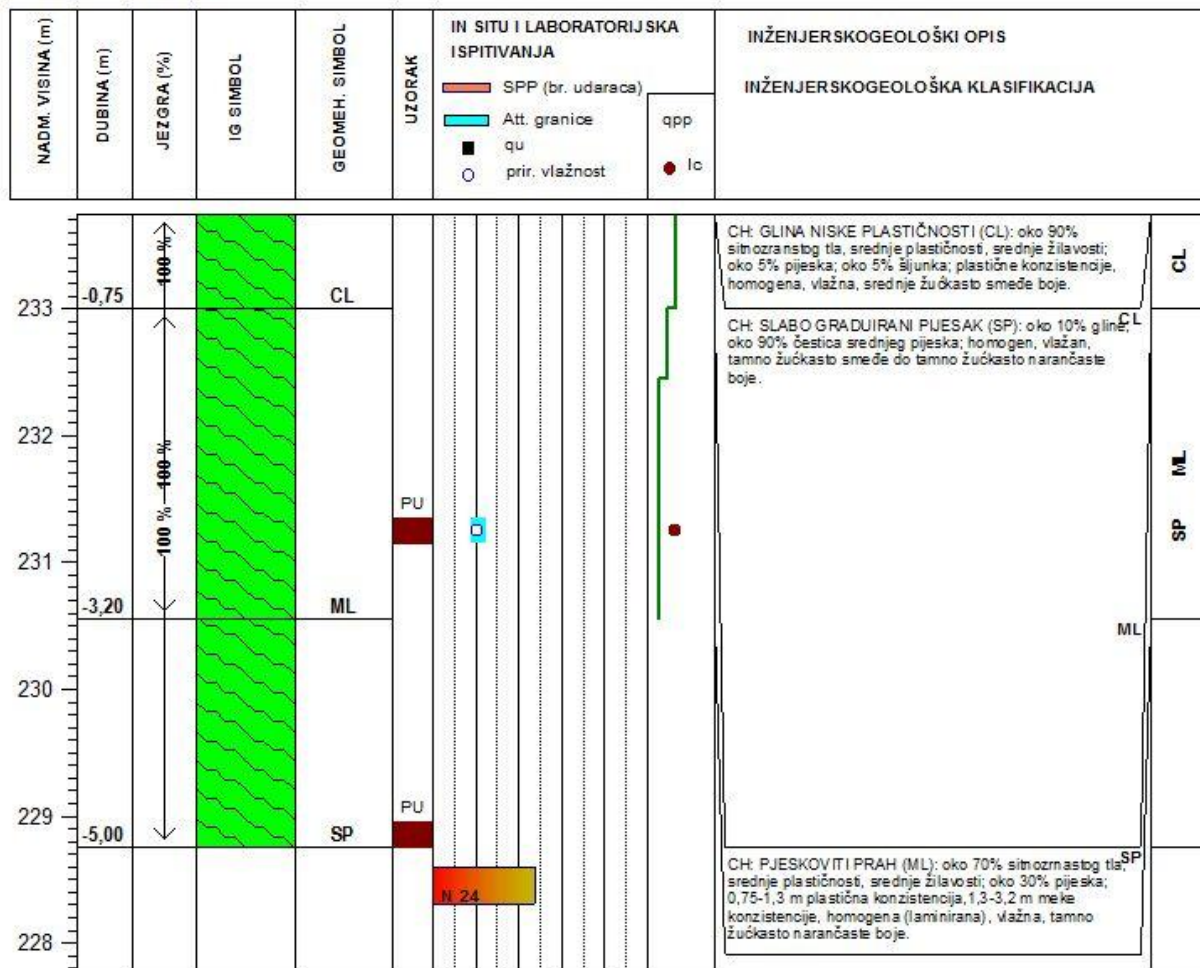 NADM. VISINA (m)
DUBINA (m)
JEZGRA (%)
IG SIMBOL
GEOMEH. SIMBOL
UZORAK
IN SITU I LABORATORIJSKA
ISPITIVANJA
SPP (br. udaraca)
Att. granice
qu
prir. vlažnost
qpp
Ic
INŽENJERSKOGEOLOŠKI OPIS
INŽENJERSKOGEOLOŠKA KLASIFIKACIJA
100 %
-0,75
CL
233
CH: GLINA NISKE PLASTIČNOSTI (CL): oko 90%
sitnozranstog tla, srednje plastičnosti, srednje žilavosti;
oko 5% pijeska; oko 5% šljunka; plastične konzistencije,
homogena, vlažna, srednje žućkasto smeđe boje.
CL
CL
CH: SLABO GRADUIRANI PIJESAK (SP): oko 10% gline,
oko 90% čestica srednjeg pijeska; homogen, vlažan,
tamno žućkasto smeđe do tamno žućkasto narančaste
boje.
232
100 %
100 %
PU
ML
SP
231
-3,20
ML
ML
230
229
PU
-5,00
SP
SP
N 24
CH: PJESKOVITI PRAH (ML): oko 70% sitnozrnastog tla,
srednje plastičnosti, srednje žilavosti; oko 30% pijeska;
0,75-1,3 m plastična konzistencija,1,3-3,2 m meke
konzistencije, homogena (laminirana), vlažna, tamno
žućkasto narančaste boje.
228